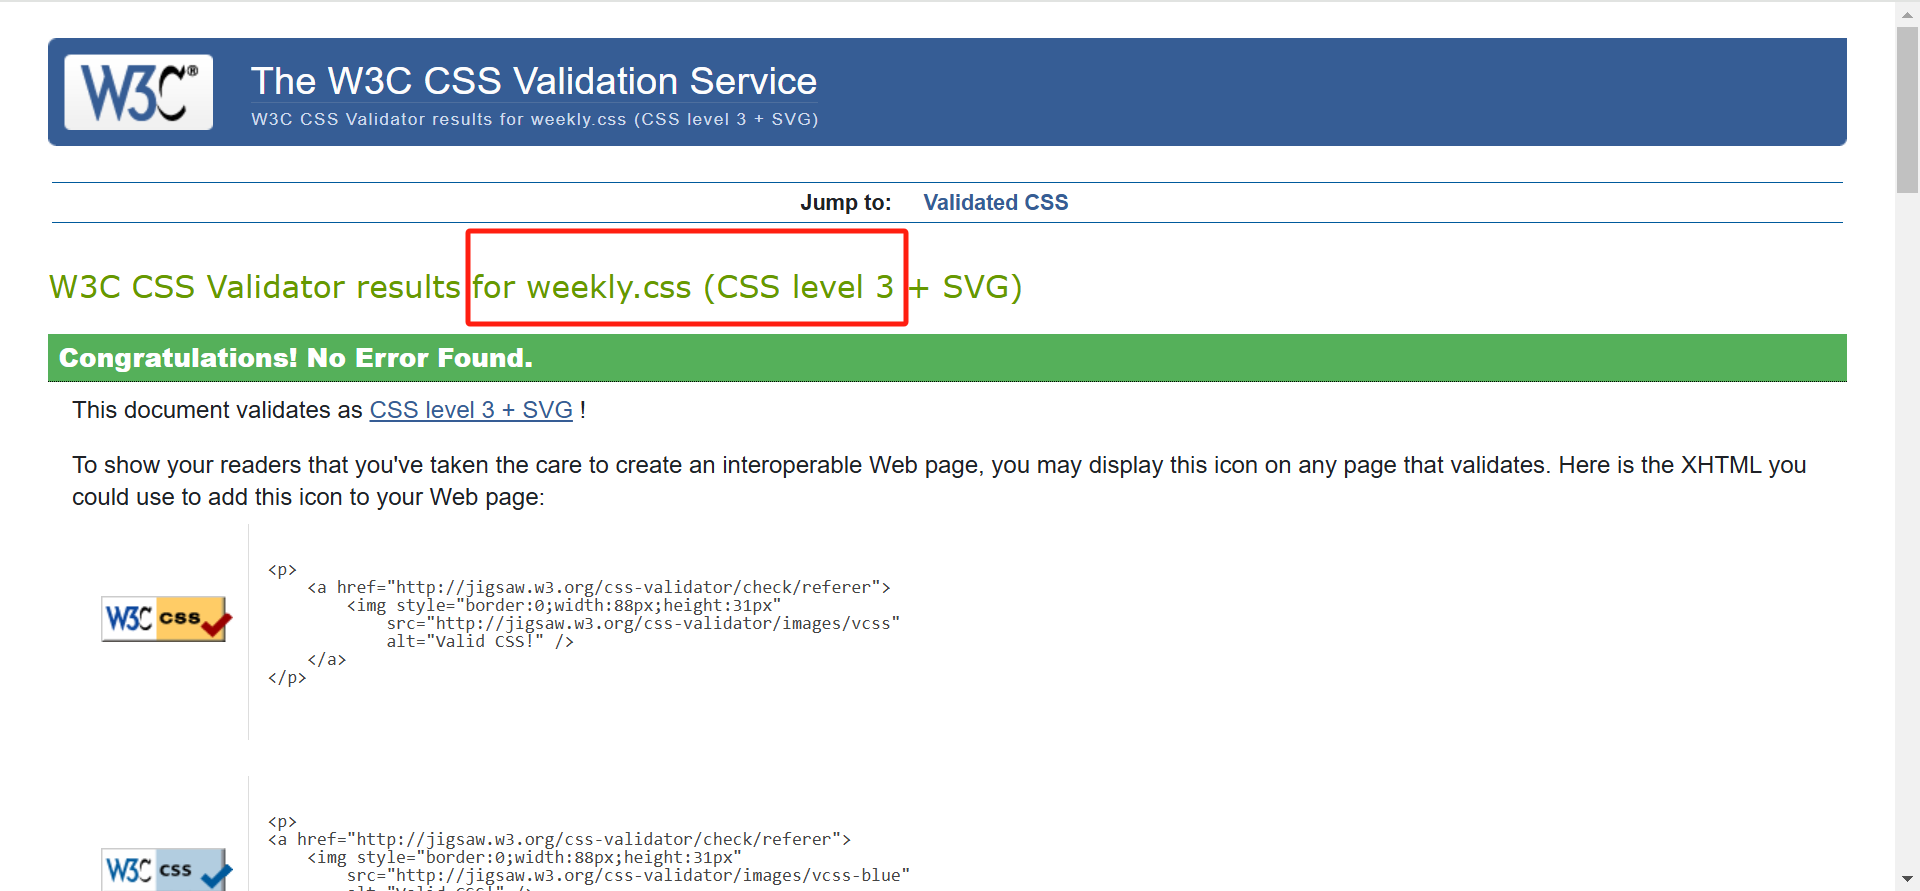 W3C®
The W3C CSS Validation Service
W3C CSS Validator results for weekly.css (CSS level 3 + SVG)
Jump to: Validated CSS
W3C CSS Validator results for weekly.css (CSS level 3 + SVG)
Congratulations! No Error Found.
This document validates as CSS level 3 + SVG !
To show your readers that you've taken the care to create an interoperable Web page, you may display this icon on any page that validates. Here is the XHTML you
could use to add this icon to your Web page:
<p>
<a href="http://jigsaw.w3.org/css-validator/check/referer">
<img style="border:0;width:88px;height:31px"
src="http://jigsaw.w3.org/css-validator/images/vcss"
W3C css
alt="Valid CSS!" />
</a>
</p>
<p>
<a href="http://jigsaw.w3.org/css-validator/check/referer">
<img style="border:0;width:88px;height:31px"
W3C css
src="http://jigsaw.w3.org/css-validator/images/vcss-blue"
alt="Valid CSS!" />